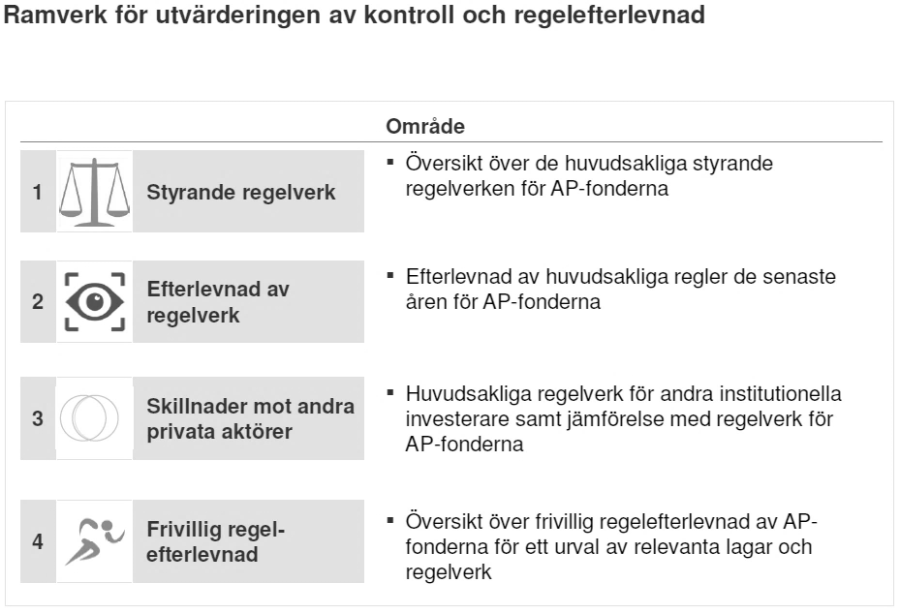 Ramverk för utvärderingen av kontroll och regelefterlevnad
Område
1
Styrande regelverk
▪ Översikt över de huvudsakliga styrande
regelverken för AP-fonderna
2
Efterlevnad av
regelverk
▪ Efterlevnad av huvudsakliga regler de senaste
åren för AP-fonderna
3
Skillnader mot andra
privata aktörer
▪ Huvudsakliga regelverk för andra institutionella
investerare samt jämförelse med regelverk för
AP-fonderna
4
Frivillig regel-
efterlevnad
▪ Översikt över frivillig regelefterlevnad av AP-
fonderna för ett urval av relevanta lagar och
regelverk